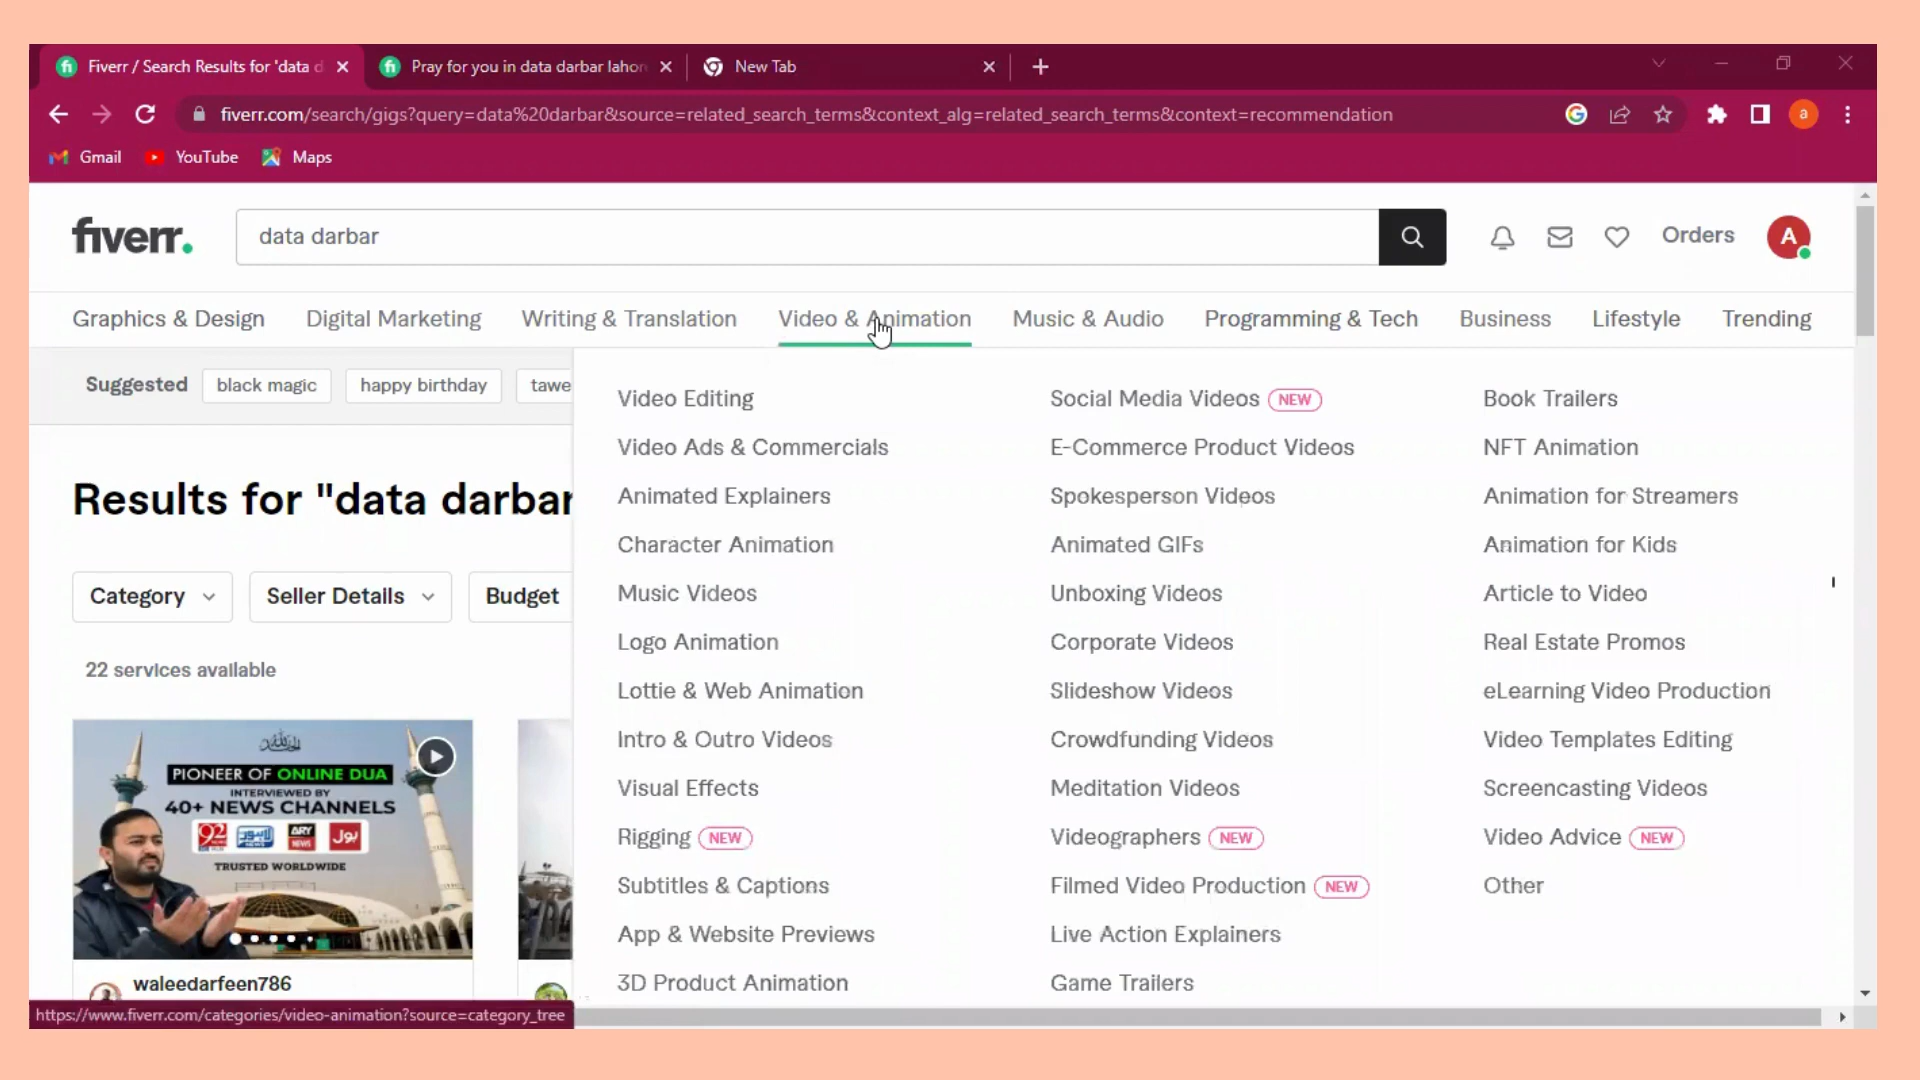 Fiverr / Search Results for 'data d
Pray for you in data darbar lahor
New Tab
fiverr.com/search/gigs?query=data%20darbar&source=related_search_terms&context_alg=related_search_terms&context=recommendation
a
Gmail
YouTube
Maps
fiverr.
data darbar
Orders
A
Graphics & Design
Digital Marketing
Writing & Translation
Video & Animation
Music & Audio
Programming & Tech
Business
Lifestyle
Trending
Suggested
black magic
happy birthday
tawe
Results for "data darbar
Category
Seller Details
Budget
22 services available
PIONEER OF ONLINE DUA
INTERVIEWED BY
40+ NEWS CHANNELS
92
ARY
NEWS
بول
TRUSTED WORLDWIDE
waleedarfeen786
Video Editing
Video Ads & Commercials
Animated Explainers
Character Animation
Music Videos
Logo Animation
Lottie & Web Animation
Intro & Outro Videos
Visual Effects
Rigging NEW
Subtitles & Captions
App & Website Previews
3D Product Animation
Social Media Videos NEW
E-Commerce Product Videos
Spokesperson Videos
Animated GIFs
Unboxing Videos
Corporate Videos
Slideshow Videos
Crowdfunding Videos
Meditation Videos
Videographers NEW
Filmed Video Production NEW
Live Action Explainers
Game Trailers
Book Trailers
NFT Animation
Animation for Streamers
Animation for Kids
Article to Video
Real Estate Promos
eLearning Video Production
Video Templates Editing
Screencasting Videos
Video Advice NEW
Other
https://www.fiverr.com/categories/video-animation?source=category_tree